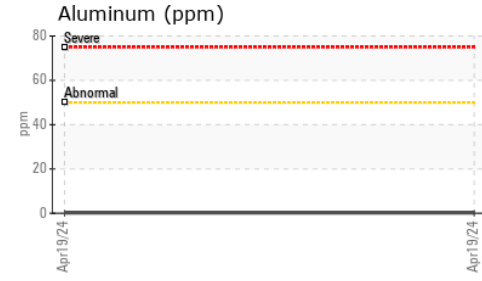 Aluminum (ppm)
80
Severe
60
Abnormal
ppm
40
20
0
Apr19/24
Apr19/24